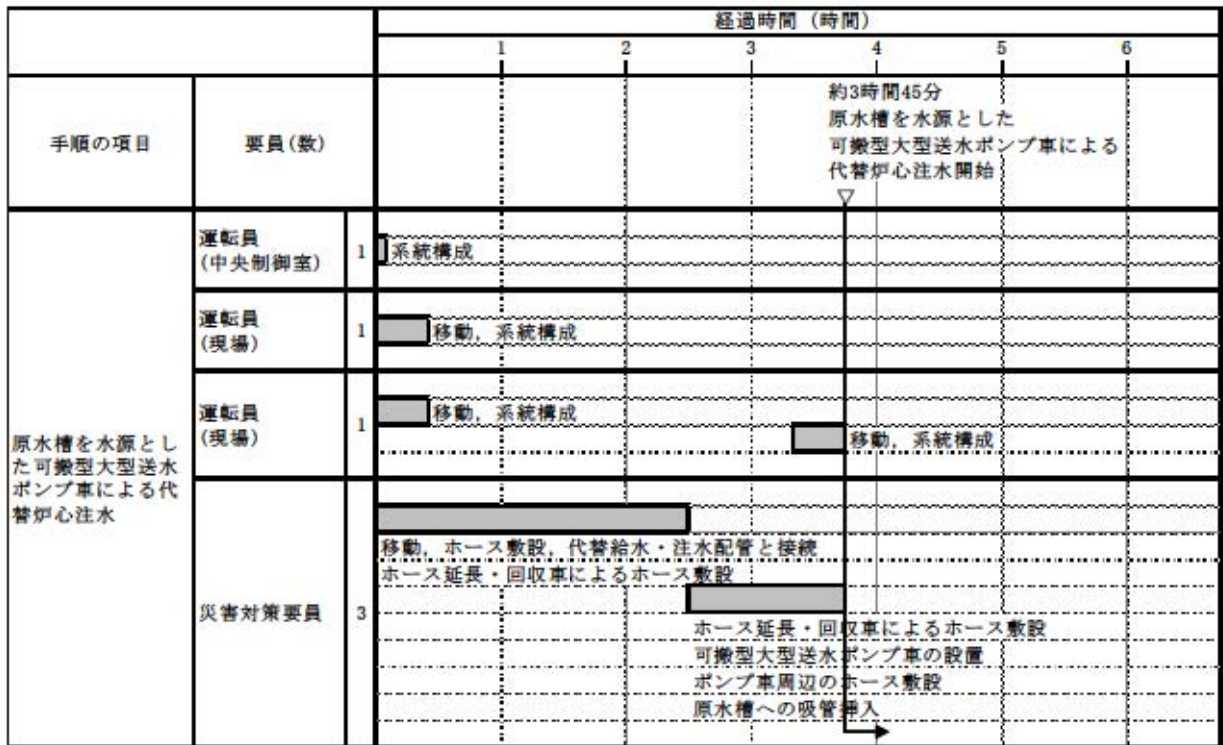 経過時間（時間）
1 2 3 4 5 6
手順の項目
要員(数)
約3時間45分
原水槽を水源とした
可搬型大型送水ポンプ車による
代替炉心注水開始
▽
原水槽を水源とし
た可搬型大型送水
ポンプ車による代
替炉心注水
運転員
(中央制御室)
1
系統構成
運転員
(現場)
1
移動，系統構成
運転員
(現場)
1
移動，系統構成
移動，系統構成
災害対策要員
3
移動，ホース敷設，代替給水・注水配管と接続
ホース延長・回収車によるホース敷設
ホース延長・回収車によるホース敷設
可搬型大型送水ポンプ車の設置
ポンプ車周辺のホース敷設
原水槽への吸管挿入